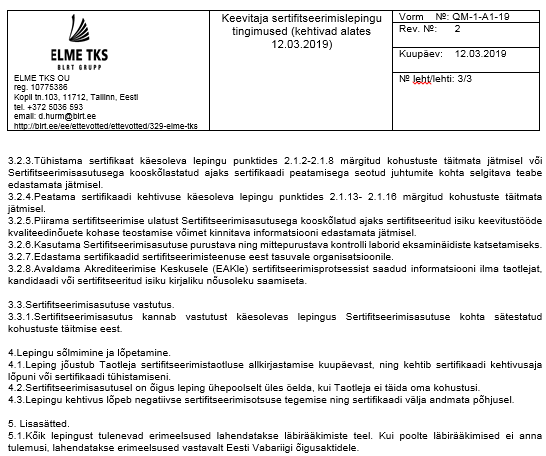 ELME TKS
BLRT GRUPP
ELME TKS OU
reg. 10775386
Kopli tn.103, 11712, Tallinn, Eesti
tel. +372 5036 593
email: d.hurm@blrt.ee
http://blrt.ee/ee/ettevotted/ettevotted/329-elme-tks
Keevitaja sertifitseerimislepingu
tingimused (kehtivad alates
12.03.2019)
Vorm №: QM-1-A1-19
Rev. №: 2
Kuupäev: 12.03.2019
№ leht/lehti: 3/3
3.2.3.Tühistama sertifikaat käesoleva lepingu punktides 2.1.2-2.1.8 märgitud kohustuste täitmata jätmisel või
Sertifitseerimisasutusega kooskõlastatud ajaks sertifikaadi peatamisega seotud juhtumite kohta selgitava teabe
edastamata jätmisel.
3.2.4.Peatama sertifikaadi kehtivuse käesoleva lepingu punktides 2.1.13- 2.1.16 märgitud kohustuste täitmata
jätmisel.
3.2.5.Piirama sertifitseerimise ulatust Sertifitseerimisasutusega kooskõlatud ajaks sertifitseeritud isiku keevitustööde
kvaliteedinõuete kohase teostamise võimet kinnitava informatsiooni edastamata jätmisel.
3.2.6.Kasutama Sertifitseerimisasutuse purustava ning mittepurustava kontrolli laborid eksaminäidiste katsetamiseks.
3.2.7.Edastama sertifikaadid sertifitseerimisteenuse eest tasuvale organisatsioonile.
3.2.8.Avaldama Akrediteerimise Keskusele (EAKle) sertifitseerimisprotsessist saadud informatsiooni ilma taotlejat,
kandidaadi või sertifitseeritud isiku kirjaliku nõusoleku saamiseta.
3.3.Sertifitseerimisasutuse vastutus.
3.3.1.Sertifitseerimisasutus kannab vastutust käesolevas lepingus Sertifitseerimisasutuse kohta sätestatud
kohustuste täitmise eest.
4.Lepingu sõlmimine ja lõpetamine.
4.1.Leping jõustub Taotleja sertifitseerimistaotluse allkirjastamise kuupäevast, ning kehtib sertifikaadi kehtivusaja
lõpuni või sertifikaadi tühistamiseni.
4.2.Sertifitseerimisasutusel on õigus leping ühepoolselt üles öelda, kui Taotleja ei täida oma kohustusi.
4.3.Lepingu kehtivus lõpeb negatiivse sertifitseerimisotsuse tegemise ning sertifikaadi välja andmata põhjusel.
5. Lisasätted.
5.1.Kõik lepingust tulenevad erimeelsused lahendatakse läbirääkimiste teel. Kui poolte läbirääkimised ei anna
tulemusi, lahendatakse erimeelsused vastavalt Eesti Vabariigi õigusaktidele.